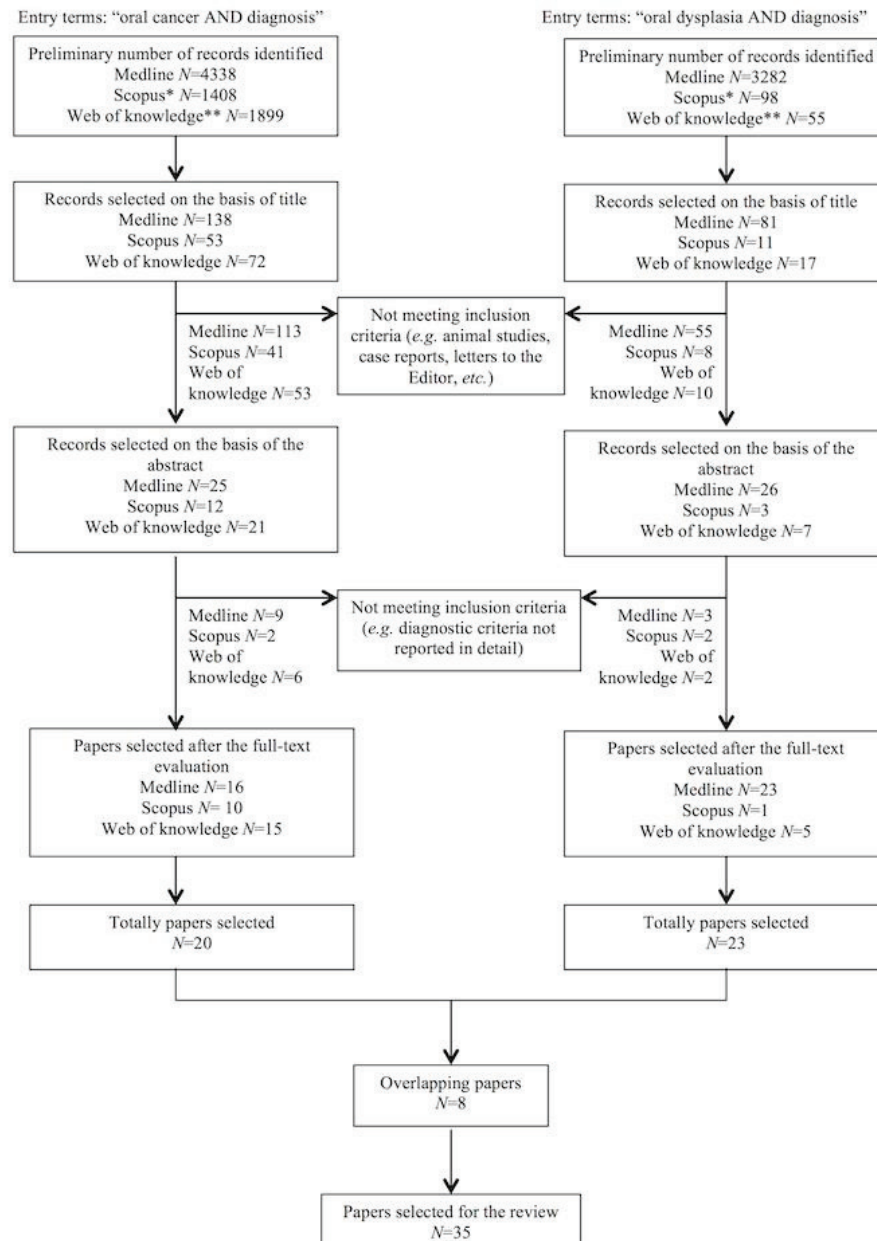 Entry terms: “oral cancer AND diagnosis”
Preliminary number of records identified
Medline N=4338
Scopus* N=1408
Web of knowledge** N=1899
Records selected on the basis of title
Medline N=138
Scopus N=53
Web of knowledge N=72
Medline N=113
Scopus N=41
Web of
knowledge N=53
Records selected on the basis of the
abstract
Medline N=25
Scopus N=12
Web of knowledge N=21
Medline N=9
Scopus N=2
Web of
knowledge N=6
Papers selected after the full-text
evaluation
Medline N=16
Scopus N= 10
Web of knowledge N=15
Totally papers selected
N=20
Not meeting inclusion
criteria (e.g. animal studies,
case reports, letters to the
Editor, etc.)
Not meeting inclusion criteria
(e.g. diagnostic criteria not
reported in detail)
Entry terms: “oral dysplasia AND diagnosis”
Preliminary number of records identified
Medline N=3282
Scopus* N=98
Web of knowledge** N=55
Records selected on the basis of title
Medline N=81
Scopus N=11
Web of knowledge N=17
Medline N=55
Scopus N=8
Web of
knowledge N=10
Records selected on the basis of the
abstract
Medline N=26
Scopus N=3
Web of knowledge N=7
Medline N=3
Scopus N=2
Web of
knowledge N=2
Papers selected after the full-text
evaluation
Medline N=23
Scopus N=1
Web of knowledge N=5
Totally papers selected
N=23
Overlapping papers
N=8
Papers selected for the review
N=35